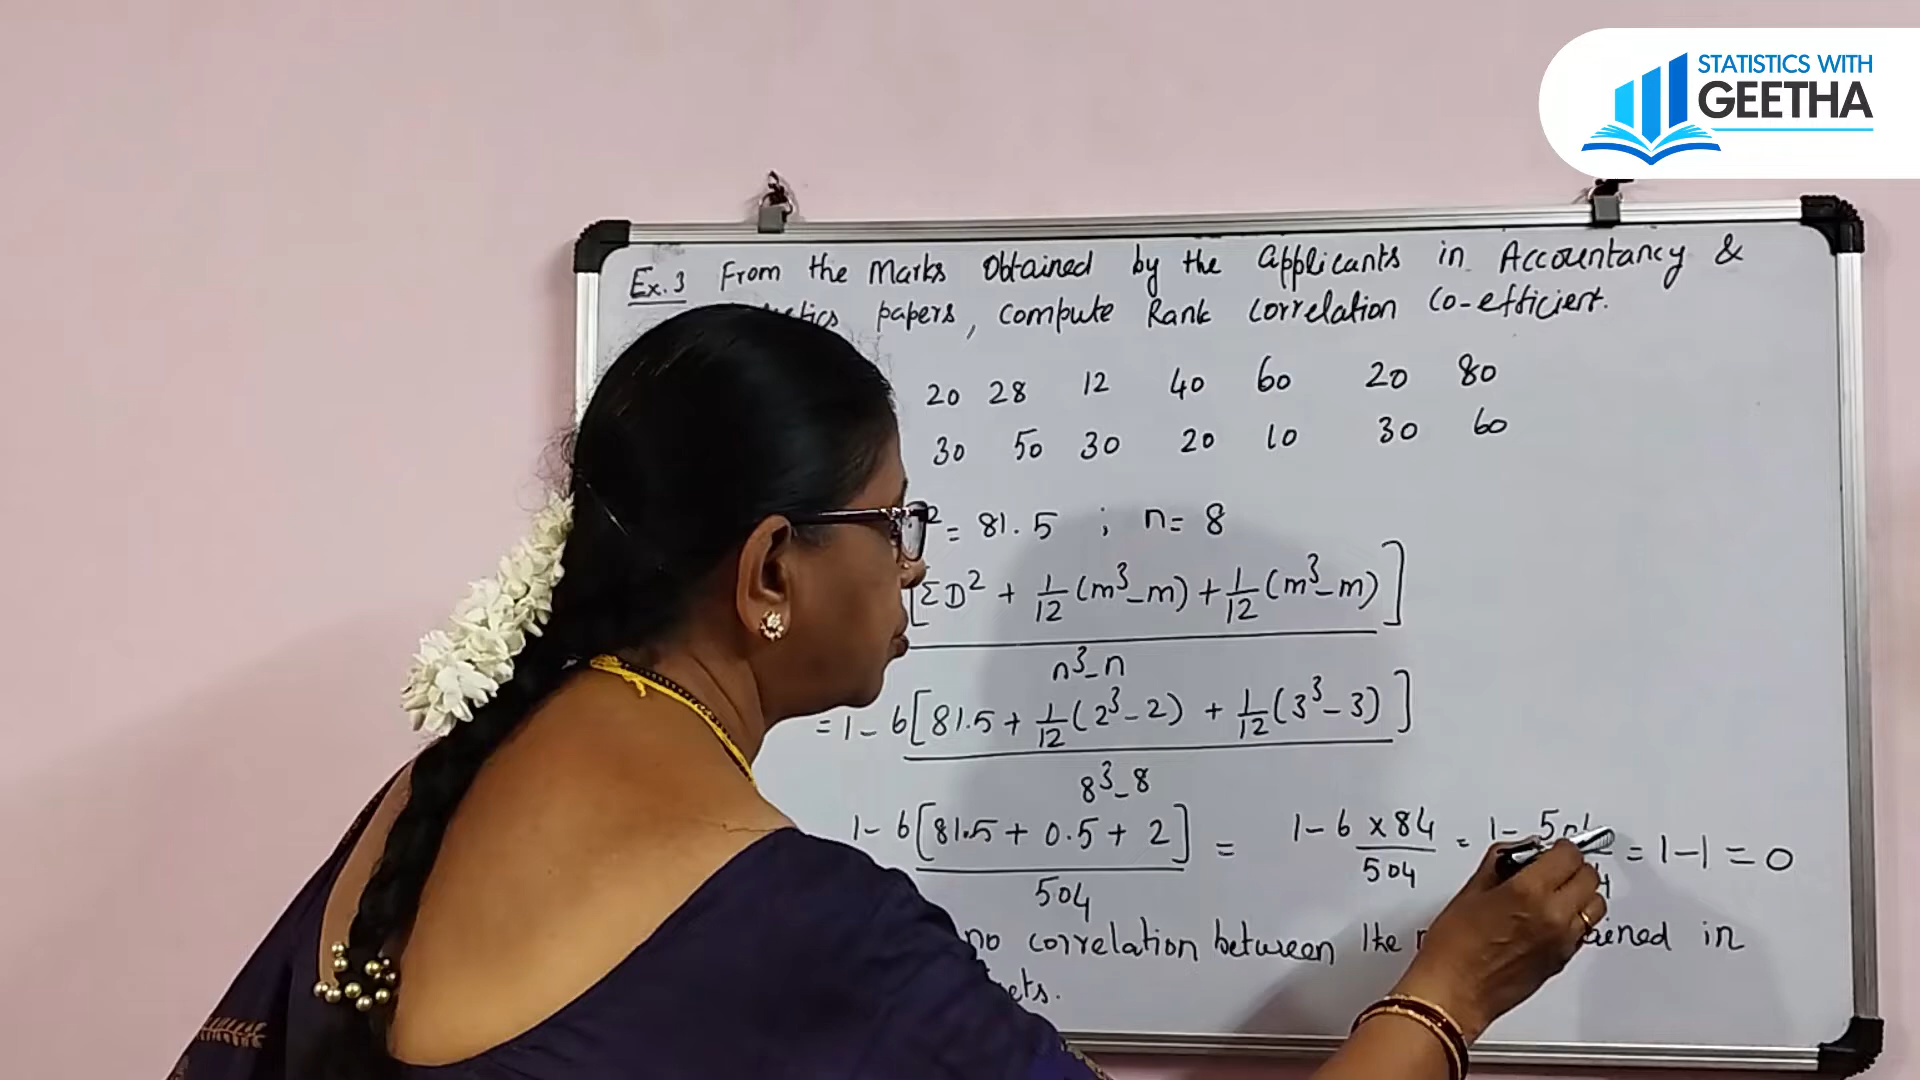 STATISTICS WITH
GEETHA
Ex.3 From the Marks Obtained by the applicants in Accountancy &
papers, compute Rank correlation co-efficient.
20 28 12 40 60 20 80
30 50 30 20 10 30 60
² = 81.5 ; n = 8
[ΣD² + 1/12 (m³-m) + 1/12 (m³-m)]
n³-n
= 1 - 6[81.5 + 1/12 (2³-2) + 1/12 (3³-3)]
8³-8
1 - 6[81.5 + 0.5 + 2] / 504 = 1 - 6 x 84 / 504 = 1 - = 1-1 = 0
no correlation between the in